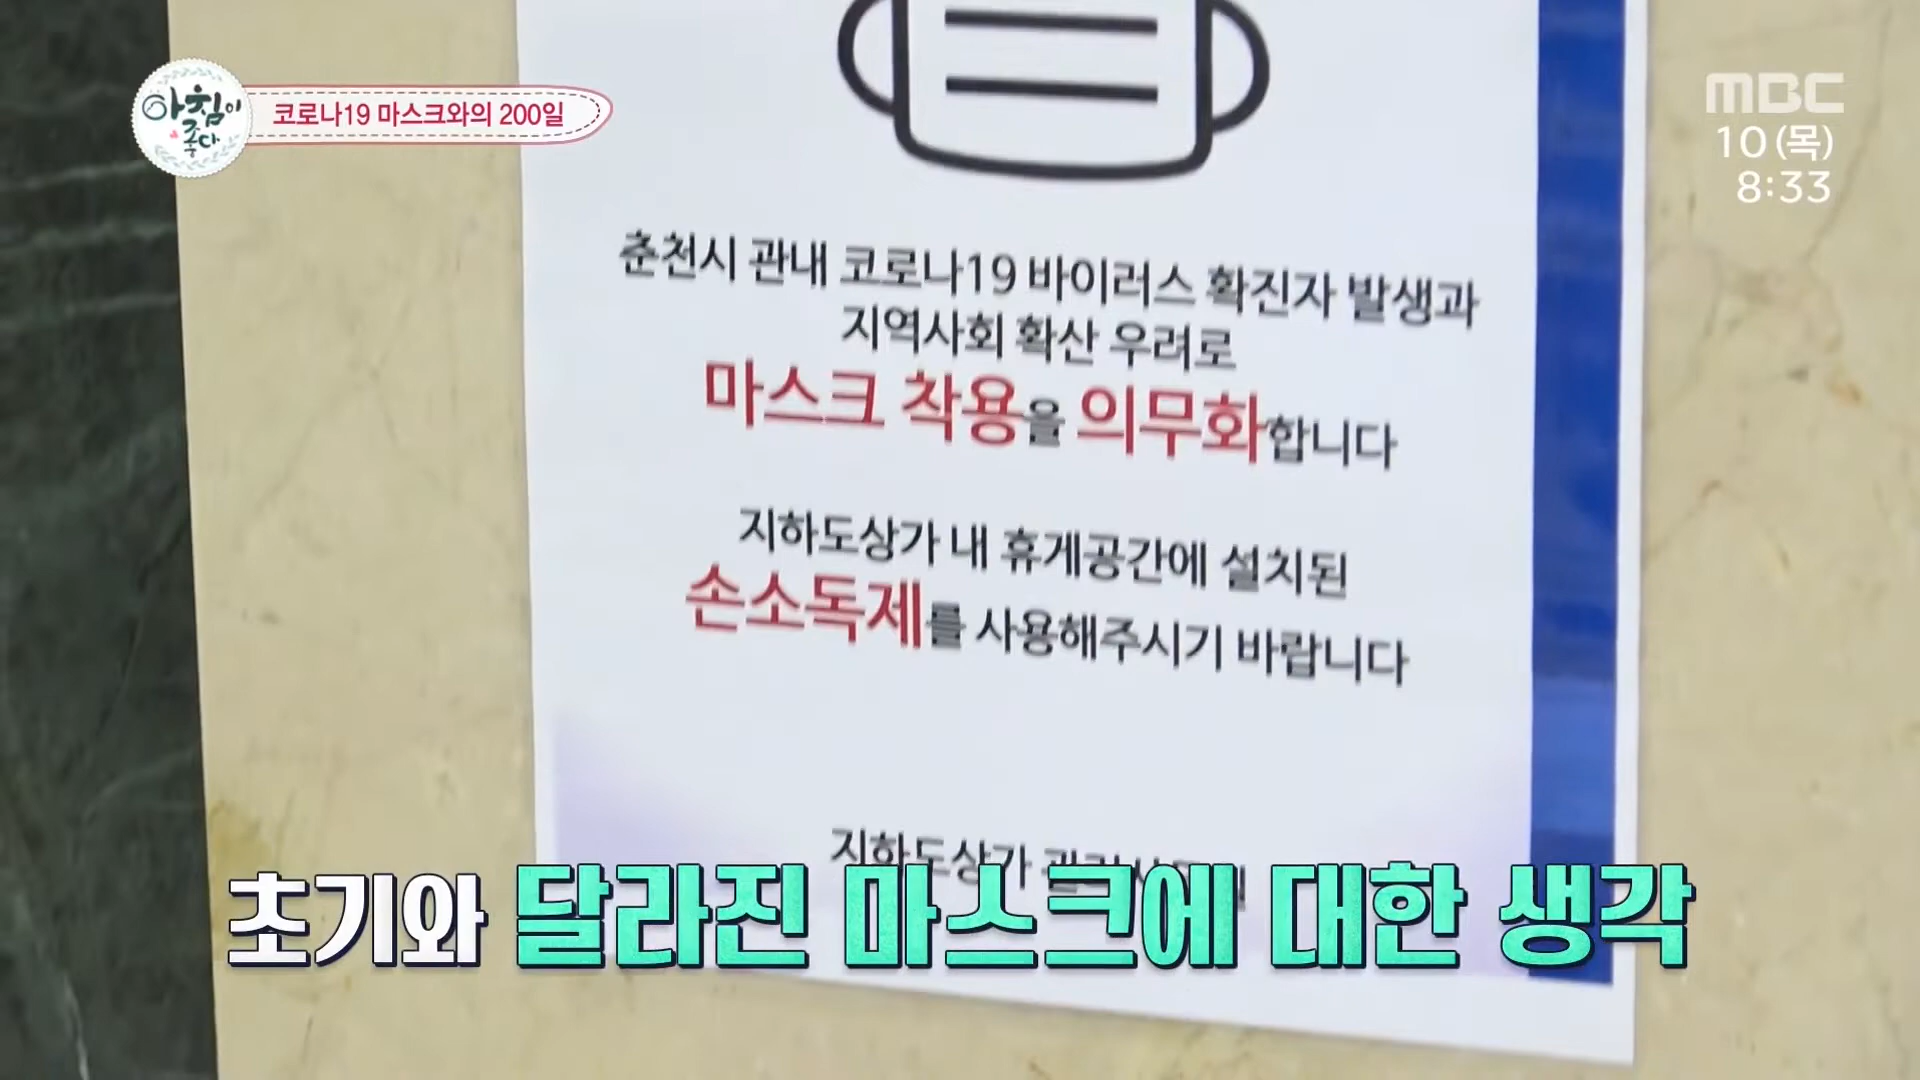 아침이
좋다
코로나19 마스크와의 200일
MBC
10(목)
8:33
춘천시 관내 코로나19 바이러스 확진자 발생과
지역사회 확산 우려로
마스크 착용을 의무화합니다
지하도상가 내 휴게공간에 설치된
손소독제를 사용해주시기 바랍니다
지하도상가
초기와 달라진 마스크에 대한 생각